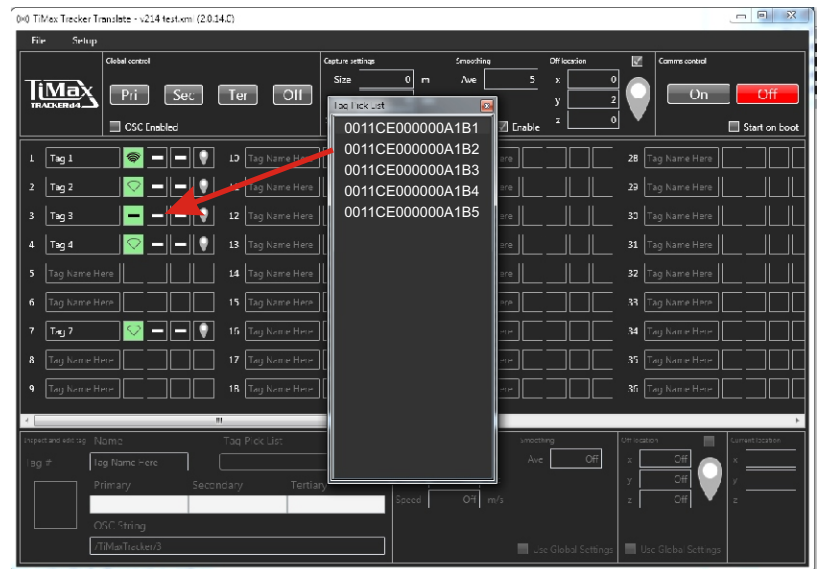 TiMax Tracker Translate - v214 test.xml (2.0.14.C)
File Setup
Global control
Capture settings
Smoothing
Off location
Comms control
TiMax
TRACKERd4
Pri Sec Ter Off
OSC Enabled
Size 0 m
Ave 5
x 0
y 2
z 0
Enable
On Off
Start on boot
Tag Pick List
0011CE000000A1B1
0011CE000000A1B2
0011CE000000A1B3
0011CE000000A1B4
0011CE000000A1B5
1 Tag 1
2 Tag 2
3 Tag 3
4 Tag 4
5 Tag Name Here
6 Tag Name Here
7 Tag 7
8 Tag Name Here
9 Tag Name Here
10 Tag Name Here
12 Tag Name Here
13 Tag Name Here
14 Tag Name Here
15 Tag Name Here
16 Tag Name Here
17 Tag Name Here
18 Tag Name Here
28 Tag Name Here
29 Tag Name Here
30 Tag Name Here
31 Tag Name Here
32 Tag Name Here
33 Tag Name Here
34 Tag Name Here
35 Tag Name Here
36 Tag Name Here
Inspect and edit tag
Name
Tag Pick List
Tag #
Tag Name Here
Primary Secondary Tertiary
OSC String
/TiMaxTracker/3
Speed Off m/s
Smoothing
Ave Off
Use Global Settings
Off location
x Off
y Off
z Off
Use Global Settings
Current location
x
y
z